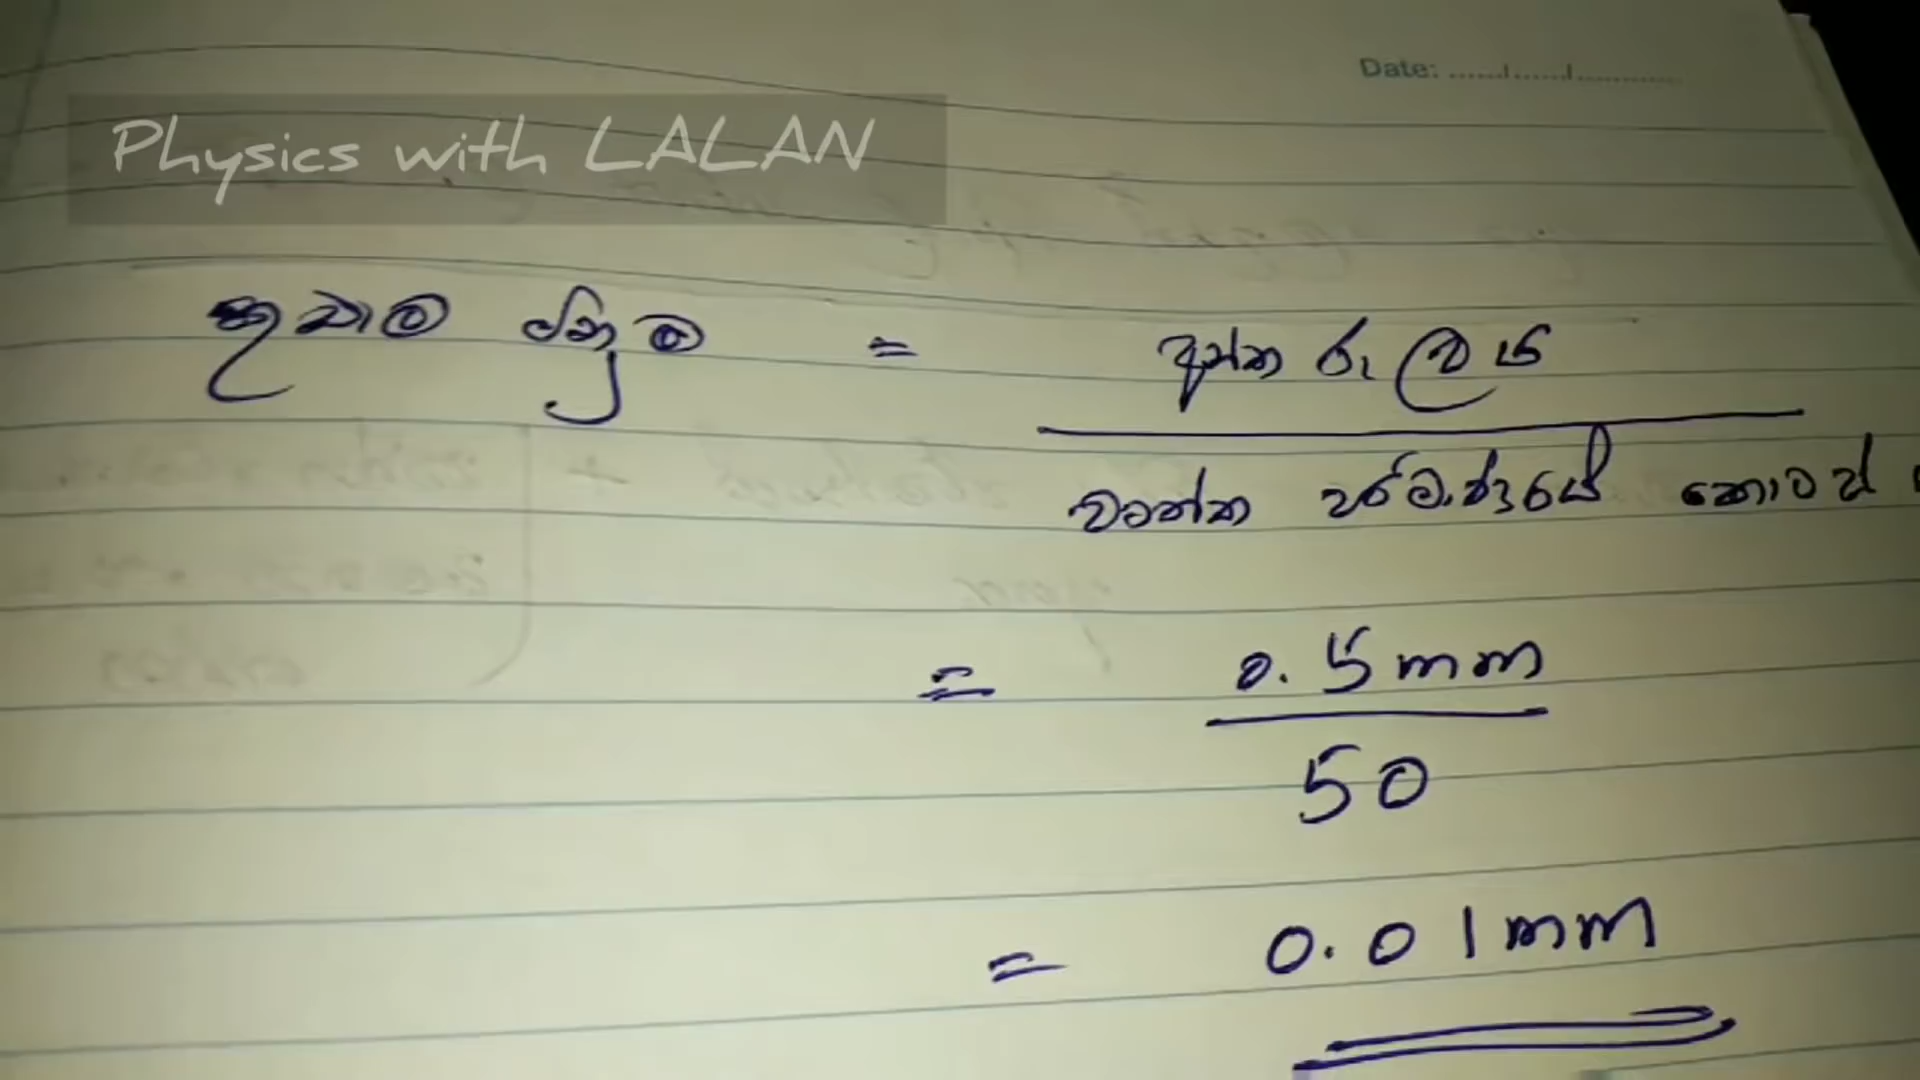 Date: ....../....../............
Physics with LALAN
කුඩාම මිනුම = අන්තරාලය
වෘත්ත පරිමාණයේ කොටස්
= 0.5mm
50
= 0.01mm